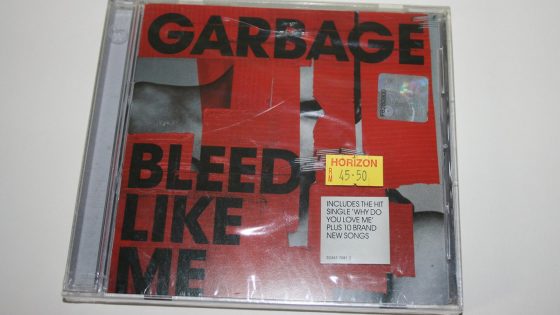 GARBAGE
BLEED
LIKE
ME
HORIZON
RM 45·50
INCLUDES THE HIT
SINGLE 'WHY DO
YOU LOVE ME'
PLUS 10 BRAND
NEW SONGS